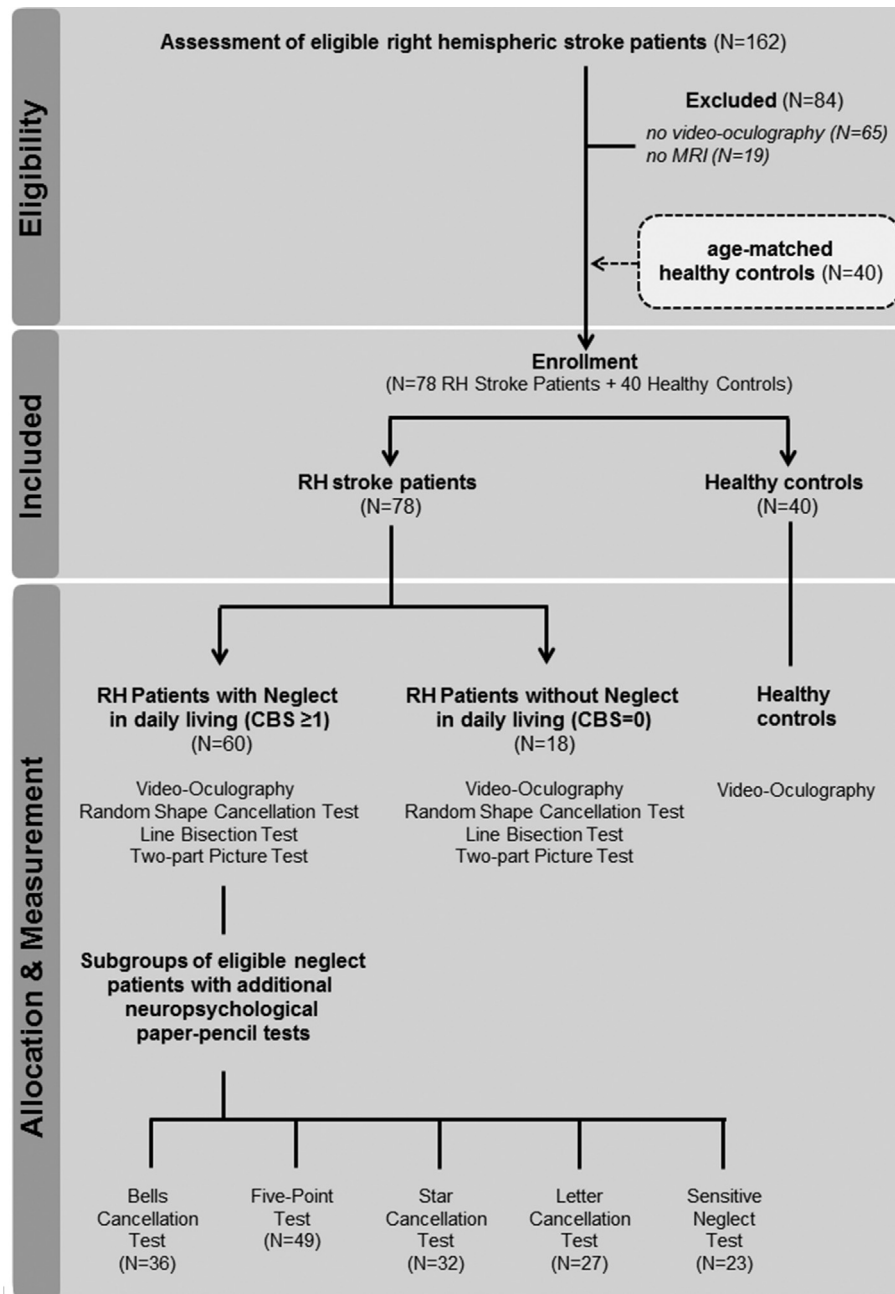 Eligibility
Assessment of eligible right hemispheric stroke patients (N=162)
Excluded (N=84)
no video-oculography (N=65)
no MRI (N=19)
age-matched
healthy controls (N=40)
Included
Enrollment
(N=78 RH Stroke Patients + 40 Healthy Controls)
RH stroke patients
(N=78)
Healthy controls
(N=40)
Allocation & Measurement
RH Patients with Neglect
in daily living (CBS ≥1)
(N=60)
Video-Oculography
Random Shape Cancellation Test
Line Bisection Test
Two-part Picture Test
RH Patients without Neglect
in daily living (CBS=0)
(N=18)
Video-Oculography
Random Shape Cancellation Test
Line Bisection Test
Two-part Picture Test
Healthy
controls
Video-Oculography
Subgroups of eligible neglect
patients with additional
neuropsychological
paper-pencil tests
Bells
Cancellation
Test
(N=36)
Five-Point
Test
(N=49)
Star
Cancellation
Test
(N=32)
Letter
Cancellation
Test
(N=27)
Sensitive
Neglect
Test
(N=23)